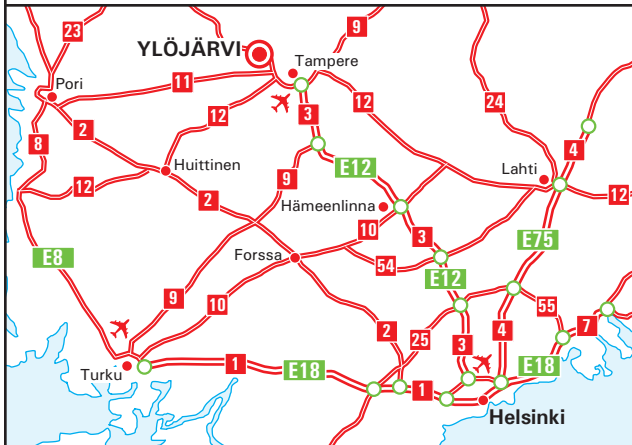 23
9
YLÖJÄRVI
Tampere
11
Pori
3
12
24
12
2
8
4
Huittinen
9
E12
Lahti
12
12
2
Hämeenlinna
10
3
E75
E8
Forssa
54
E12
9
10
55
2
25
3
4
7
Turku
1
E18
1
E18
Helsinki